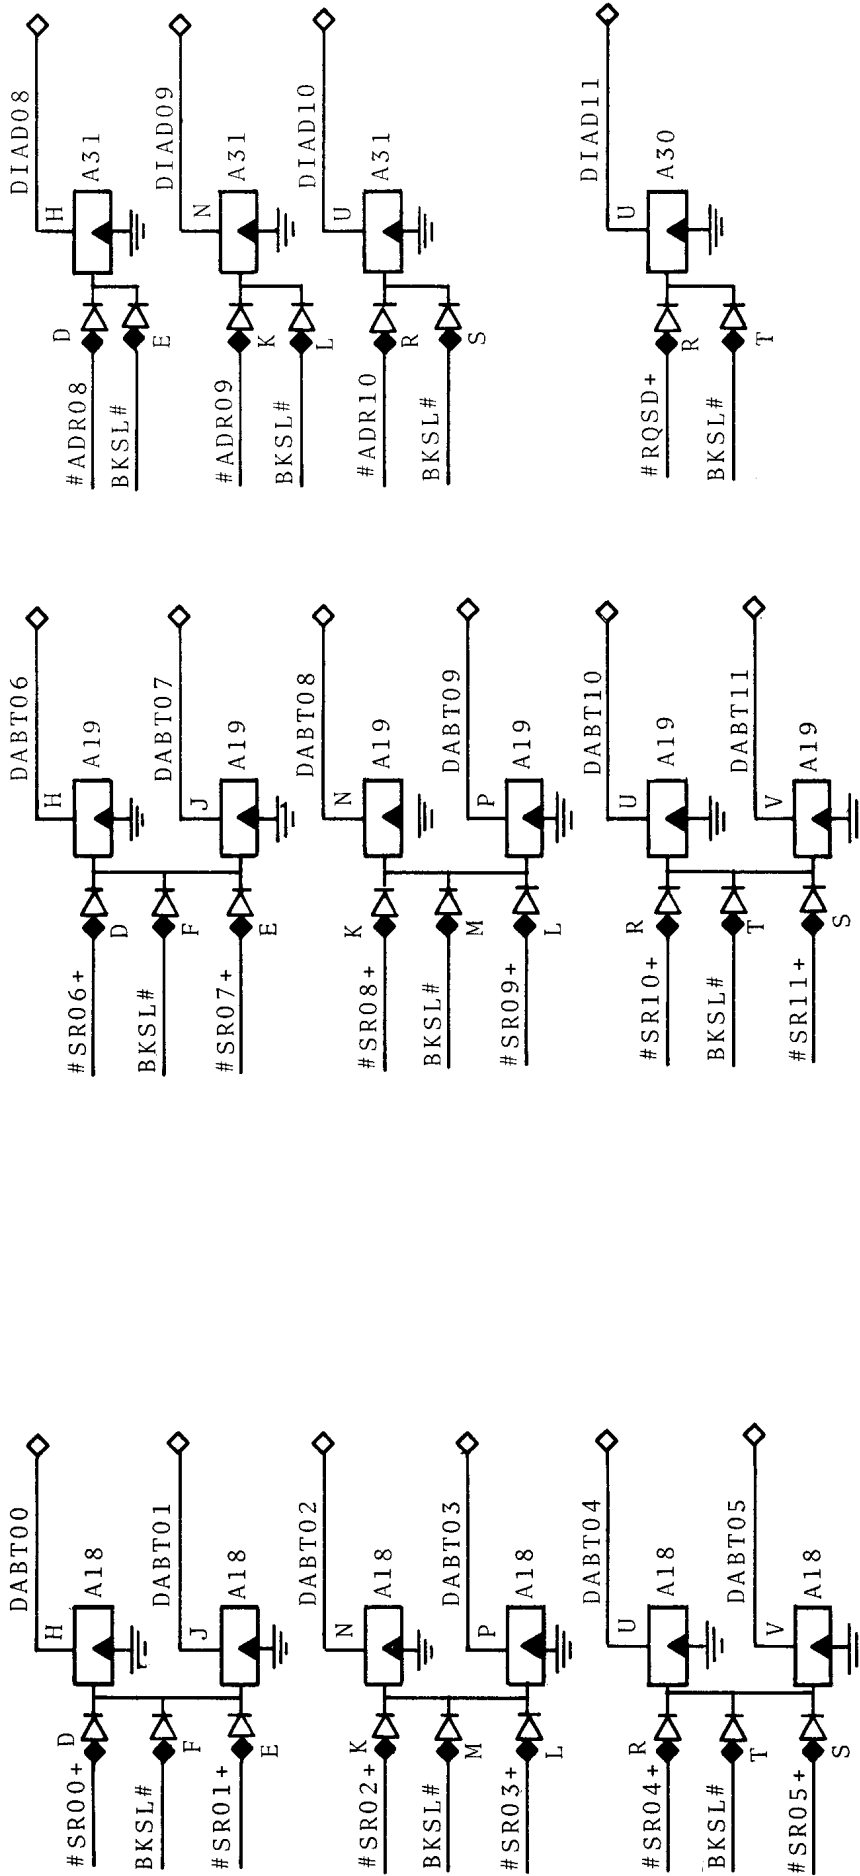 DABT00
H
A18
D
#SR00+
F
BKSL#
E
#SR01+
DABT01
J
A18
DABT02
N
A18
K
#SR02+
M
BKSL#
L
#SR03+
DABT03
P
A18
DABT04
U
A18
R
#SR04+
T
BKSL#
S
#SR05+
DABT05
V
A18
DABT06
H
A19
D
#SR06+
F
BKSL#
E
#SR07+
DABT07
J
A19
DABT08
N
A19
K
#SR08+
M
BKSL#
L
#SR09+
DABT09
P
A19
DABT10
U
A19
R
#SR10+
T
BKSL#
S
#SR11+
DABT11
V
A19
DIAD08
H
A31
D
#ADR08
E
BKSL#
DIAD09
N
A31
K
#ADR09
L
BKSL#
DIAD10
U
A31
R
#ADR10
S
BKSL#
DIAD11
U
A30
R
#RQSD+
T
BKSL#